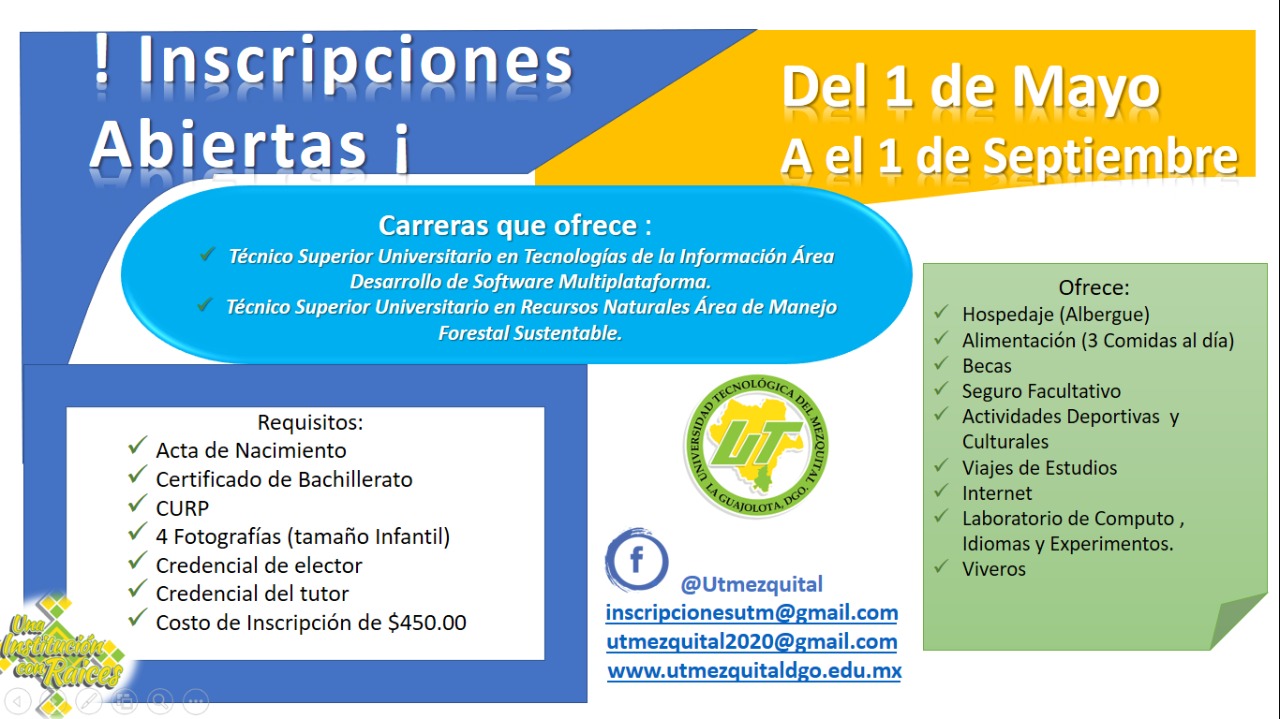 ! Inscripciones
Abiertas ¡
Del 1 de Mayo
A el 1 de Septiembre
Carreras que ofrece :
Técnico Superior Universitario en Tecnologías de la Información Área
Desarrollo de Software Multiplataforma.
Técnico Superior Universitario en Recursos Naturales Área de Manejo
Forestal Sustentable.
Requisitos:
Acta de Nacimiento
Certificado de Bachillerato
CURP
4 Fotografías (tamaño Infantil)
Credencial de elector
Credencial del tutor
Costo de Inscripción de $450.00
Una
Institución
con Raíces
UNIVERSIDAD TECNOLÓGICA DEL MEZQUITAL
UT
LA GUAJOLOTA, DGO.
f
@Utmezquital
inscripcionesutm@gmail.com
utmezquital2020@gmail.com
www.utmezquitaldgo.edu.mx
Ofrece:
Hospedaje (Albergue)
Alimentación (3 Comidas al día)
Becas
Seguro Facultativo
Actividades Deportivas y
Culturales
Viajes de Estudios
Internet
Laboratorio de Computo ,
Idiomas y Experimentos.
Viveros